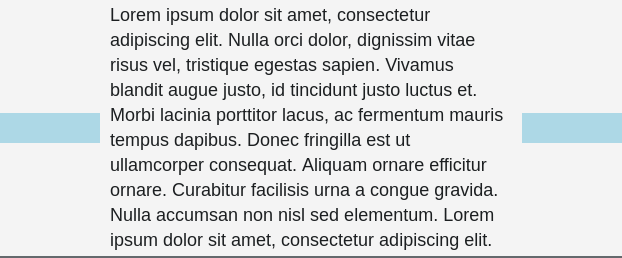 Lorem ipsum dolor sit amet, consectetur
adipiscing elit. Nulla orci dolor, dignissim vitae
risus vel, tristique egestas sapien. Vivamus
blandit augue justo, id tincidunt justo luctus et.
Morbi lacinia porttitor lacus, ac fermentum mauris
tempus dapibus. Donec fringilla est ut
ullamcorper consequat. Aliquam ornare efficitur
ornare. Curabitur facilisis urna a congue gravida.
Nulla accumsan non nisl sed elementum. Lorem
ipsum dolor sit amet, consectetur adipiscing elit.